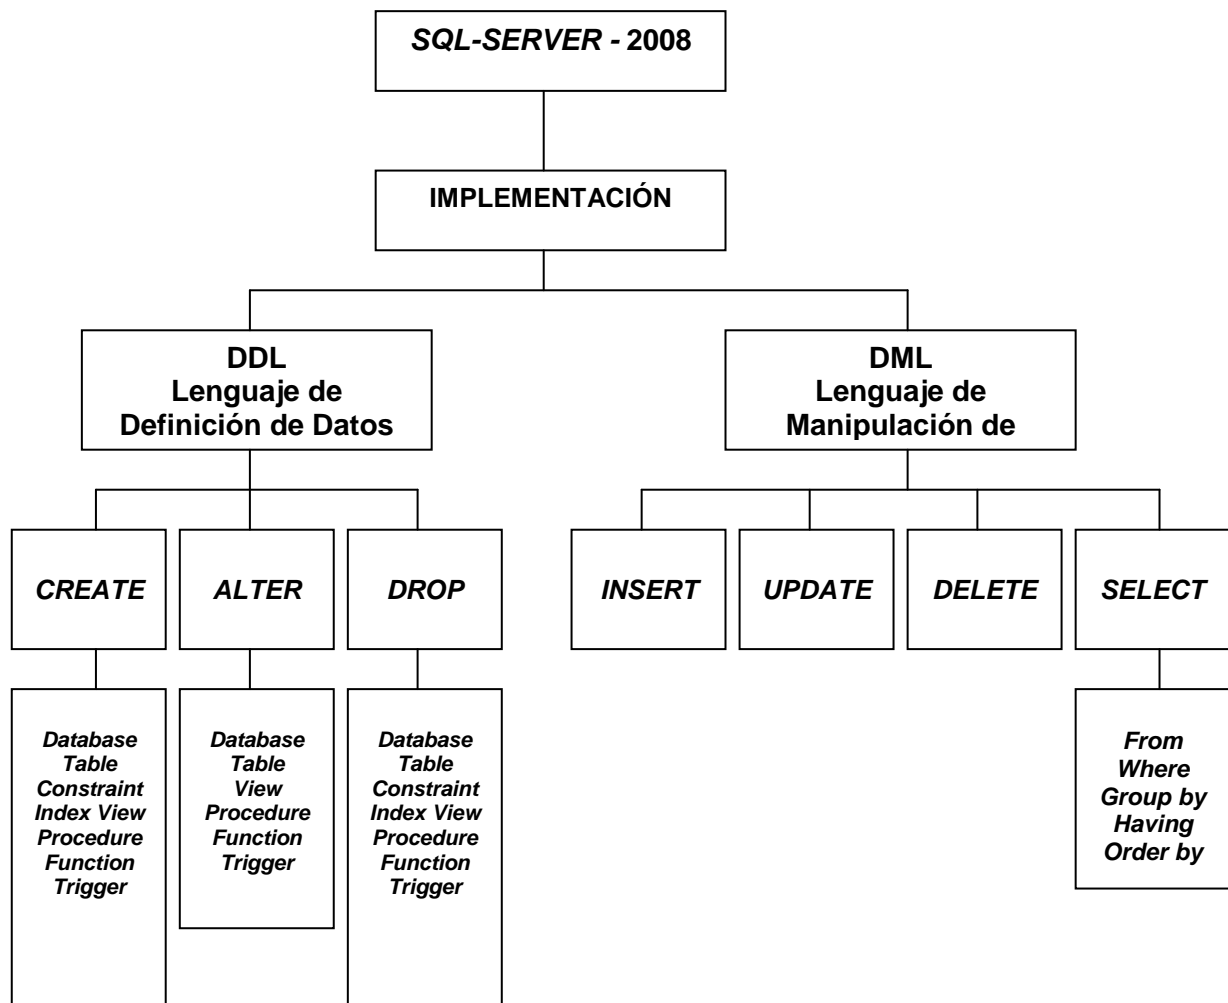 SQL-SERVER - 2008
IMPLEMENTACIÓN
DDL
Lenguaje de
Definición de Datos
DML
Lenguaje de
Manipulación de
CREATE
ALTER
DROP
INSERT
UPDATE
DELETE
SELECT
Database
Table
Constraint
Index View
Procedure
Function
Trigger
Database
Table
View
Procedure
Function
Trigger
Database
Table
Constraint
Index View
Procedure
Function
Trigger
From
Where
Group by
Having
Order by